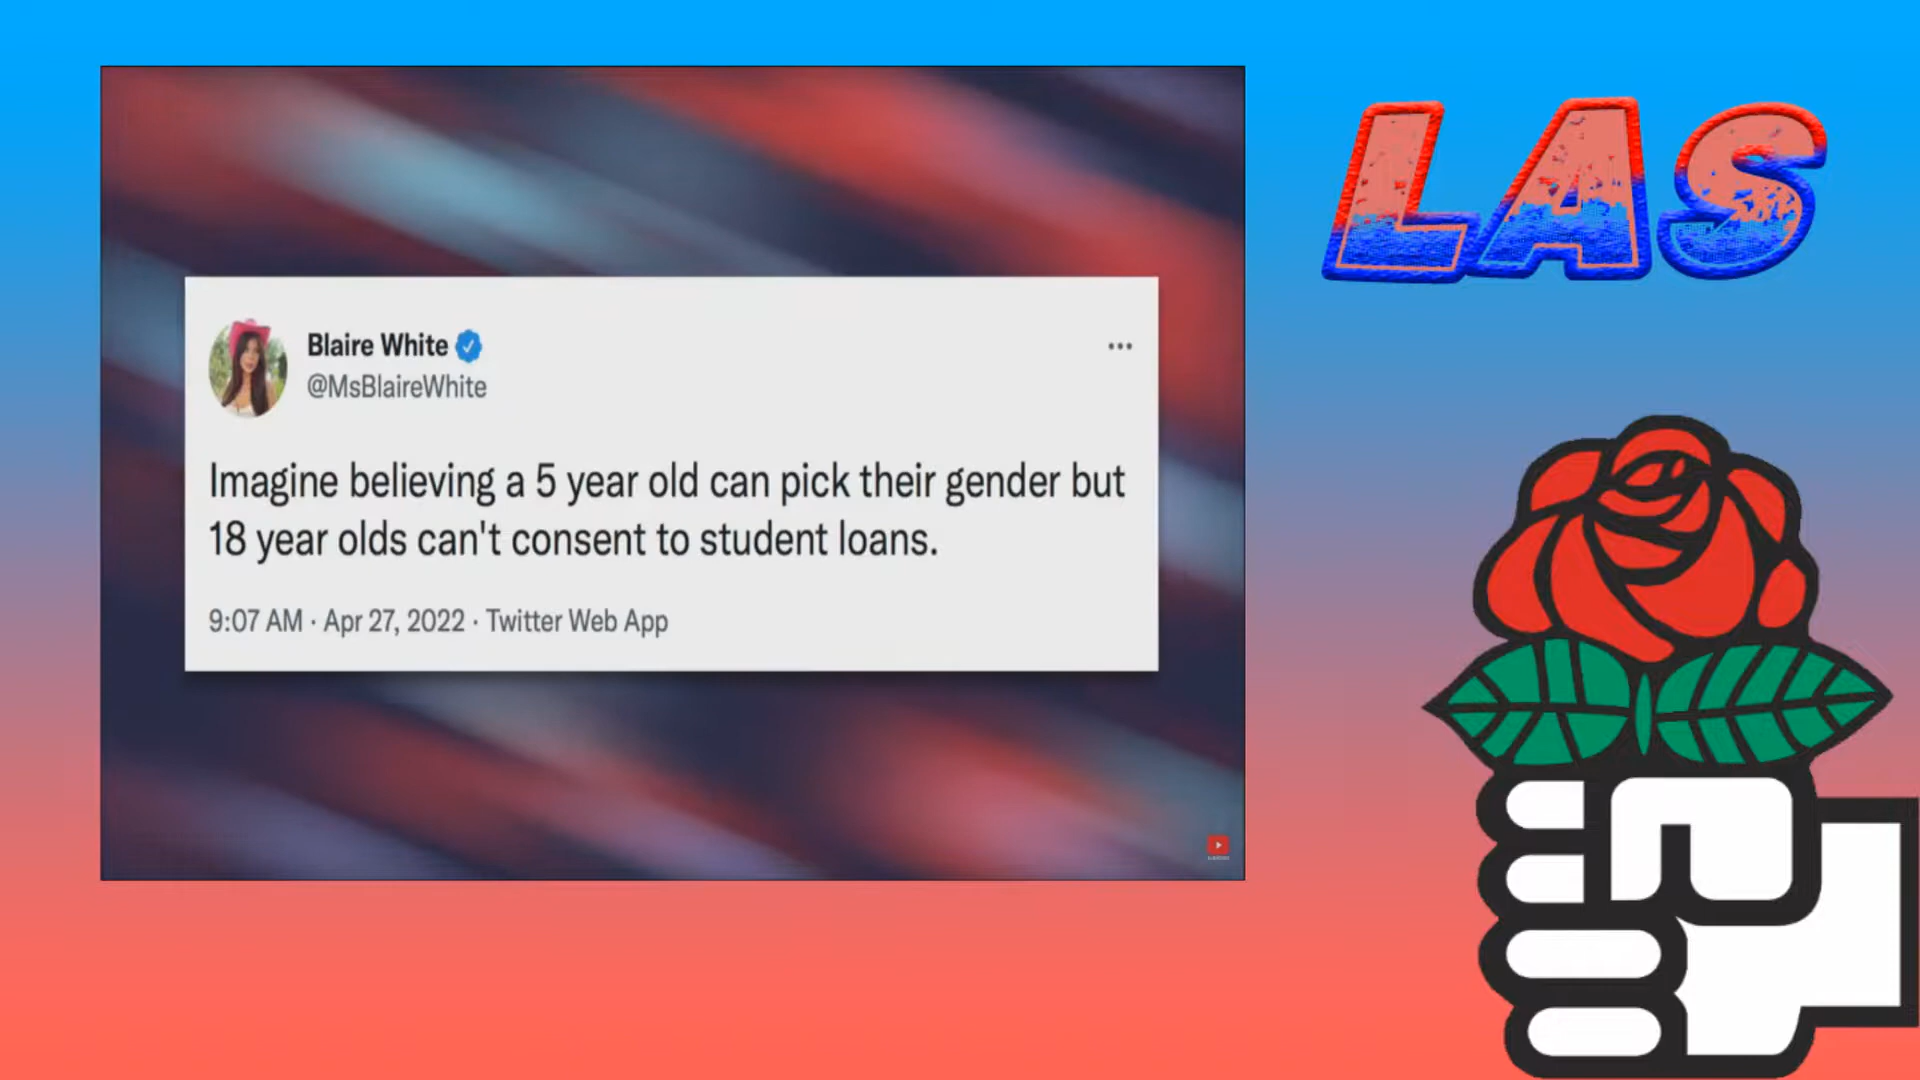 LAS
Blaire White
@MsBlaireWhite
Imagine believing a 5 year old can pick their gender but
18 year olds can't consent to student loans.
9:07 AM · Apr 27, 2022 · Twitter Web App